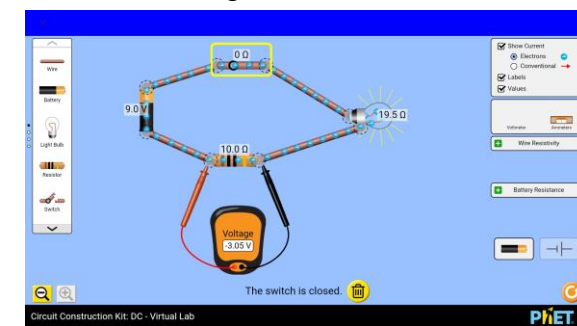 0 Ω
Show Current
Electrons
Conventional
Labels
Values
Wire
9.0 V
19.5 Ω
Battery
Voltmeter
Ammeters
Wire Resistivity
Light Bulb
10.0 Ω
Resistor
Battery Resistance
Switch
Voltage
-3.05 V
The switch is closed.
Circuit Construction Kit: DC - Virtual Lab
PhET